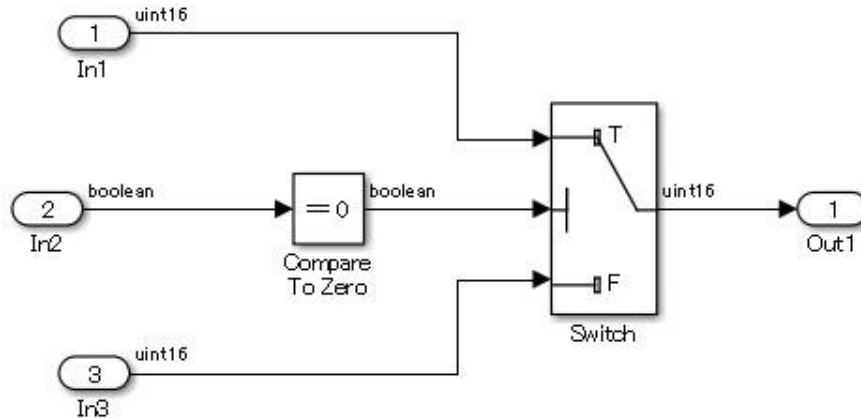 uint16
1
In1
T
boolean
boolean
uint16
2
== 0
1
In2
Out1
Compare
To Zero
F
Switch
uint16
3
In3